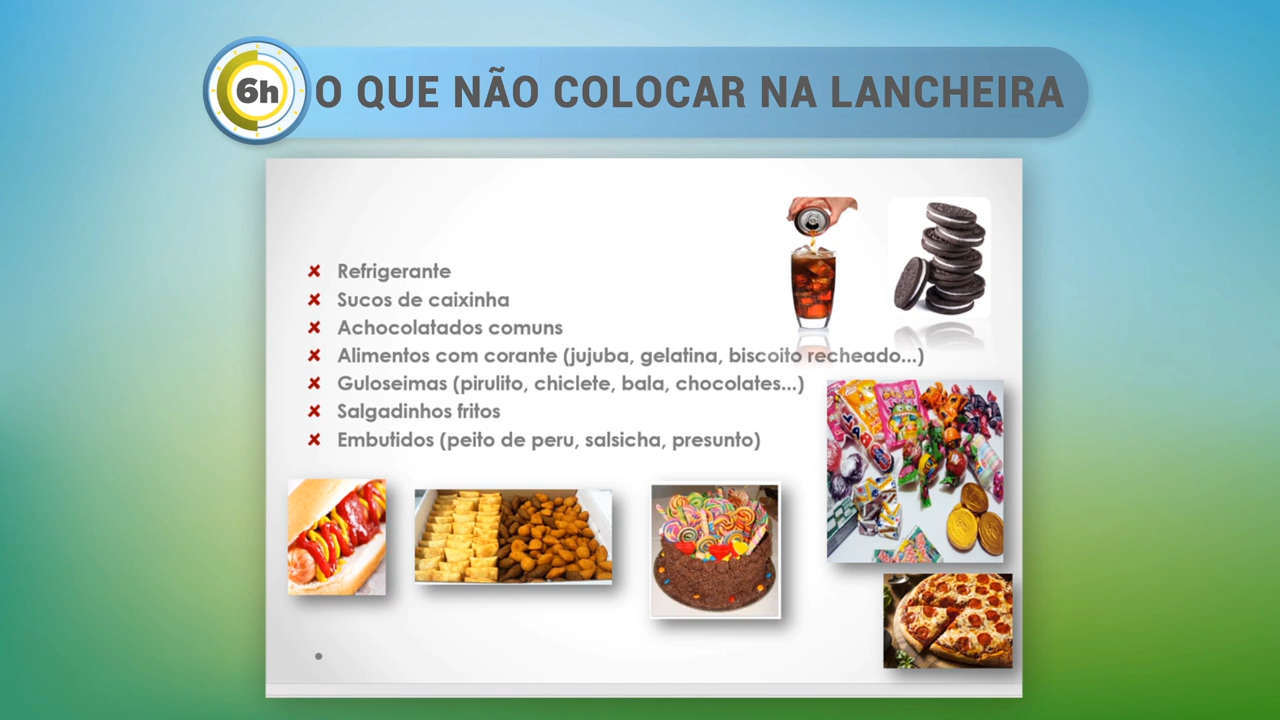 6h
O QUE NÃO COLOCAR NA LANCHEIRA
✘ Refrigerante
✘ Sucos de caixinha
✘ Achocolatados comuns
✘ Alimentos com corante (jujuba, gelatina, biscoito recheado...)
✘ Guloseimas (pirulito, chiclete, bala, chocolates...)
✘ Salgadinhos fritos
✘ Embutidos (peito de peru, salsicha, presunto)